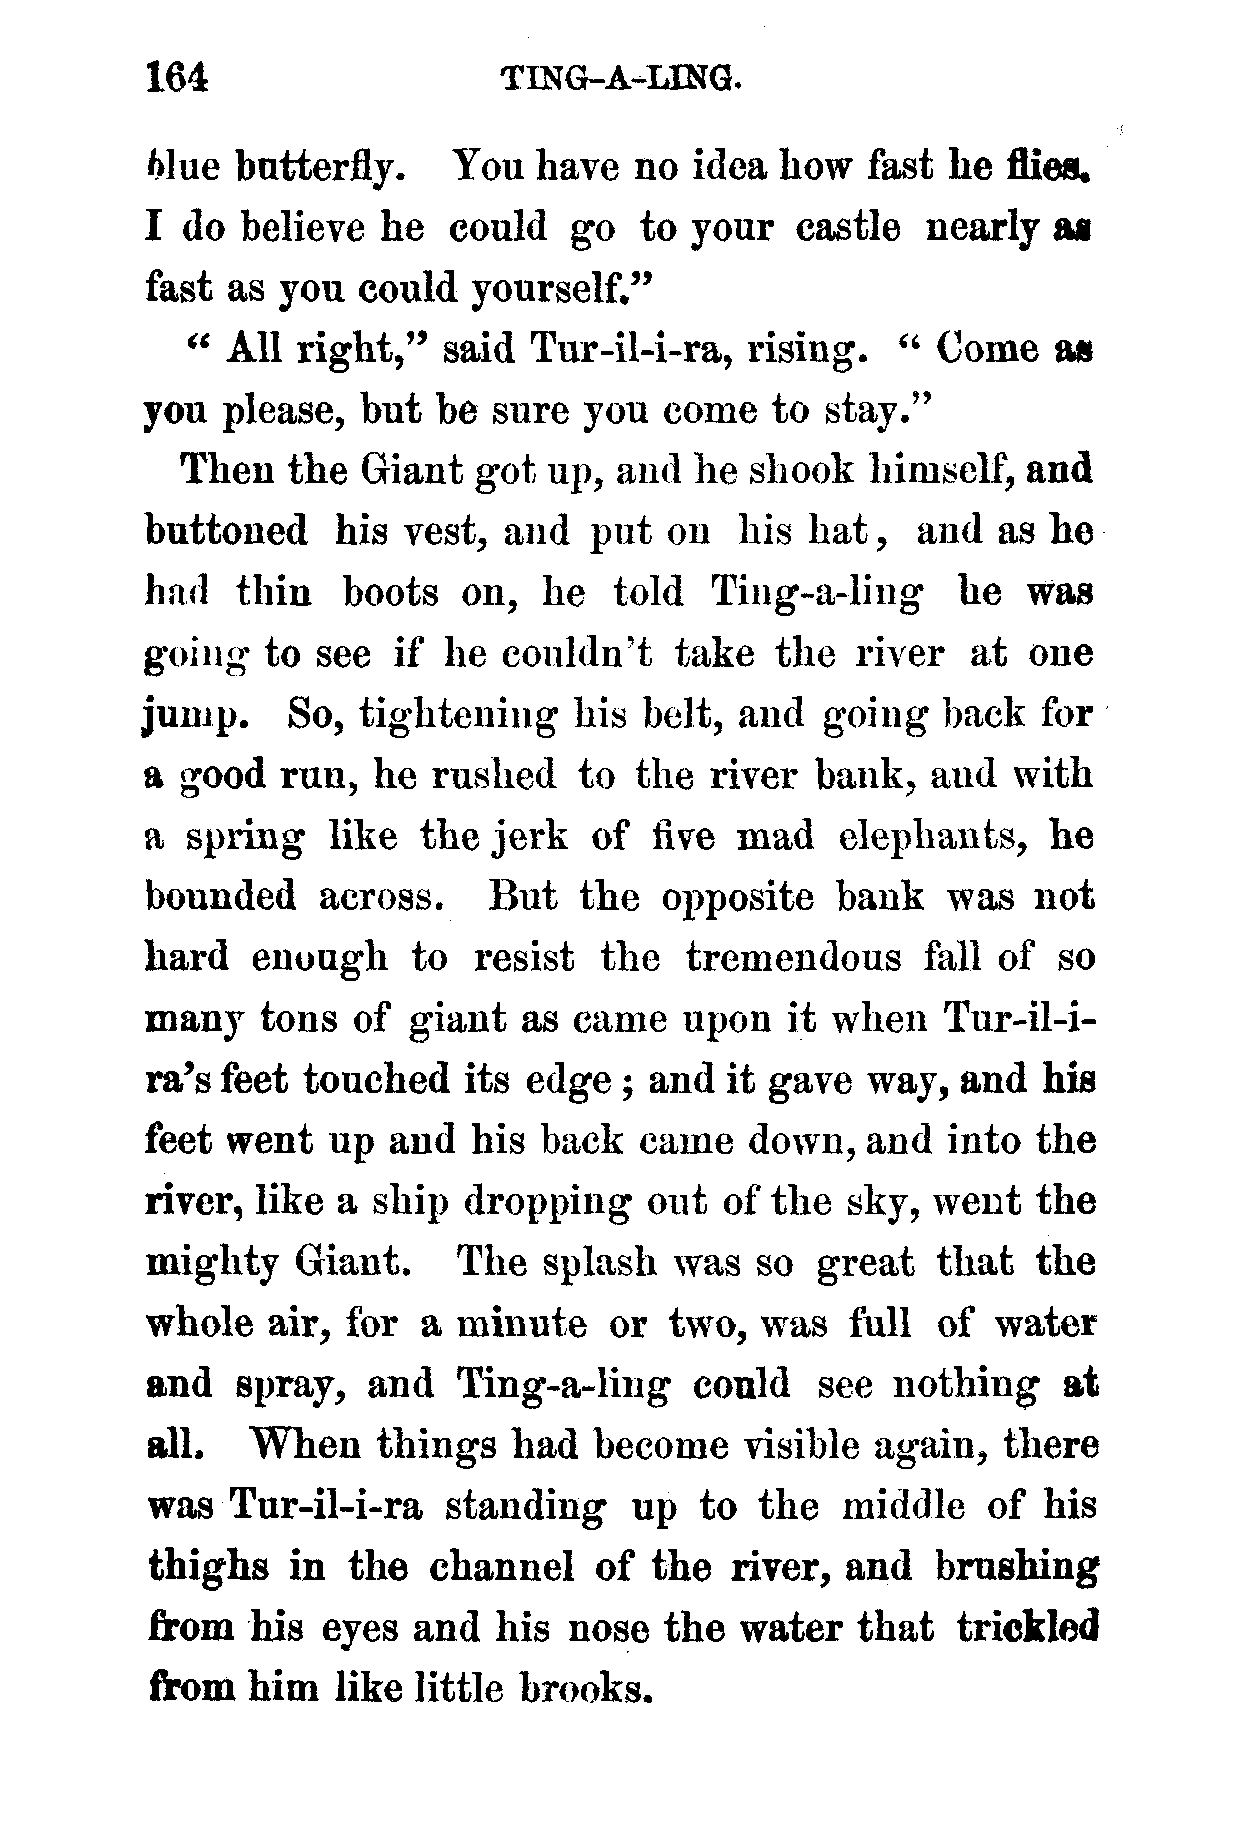 164 TING-A-LING.
blue butterfly. You have no idea how fast he flies.
I do believe he could go to your castle nearly as
fast as you could yourself.”
“ All right,” said Tur-il-i-ra, rising. “ Come as
you please, but be sure you come to stay.”
Then the Giant got up, and he shook himself, and
buttoned his vest, and put on his hat, and as he
had thin boots on, he told Ting-a-ling he was
going to see if he couldn’t take the river at one
jump. So, tightening his belt, and going back for
a good run, he rushed to the river bank, and with
a spring like the jerk of five mad elephants, he
bounded across. But the opposite bank was not
hard enough to resist the tremendous fall of so
many tons of giant as came upon it when Tur-il-i-
ra’s feet touched its edge ; and it gave way, and his
feet went up and his back came down, and into the
river, like a ship dropping out of the sky, went the
mighty Giant. The splash was so great that the
whole air, for a minute or two, was full of water
and spray, and Ting-a-ling could see nothing at
all. When things had become visible again, there
was Tur-il-i-ra standing up to the middle of his
thighs in the channel of the river, and brushing
from his eyes and his nose the water that trickled
from him like little brooks.